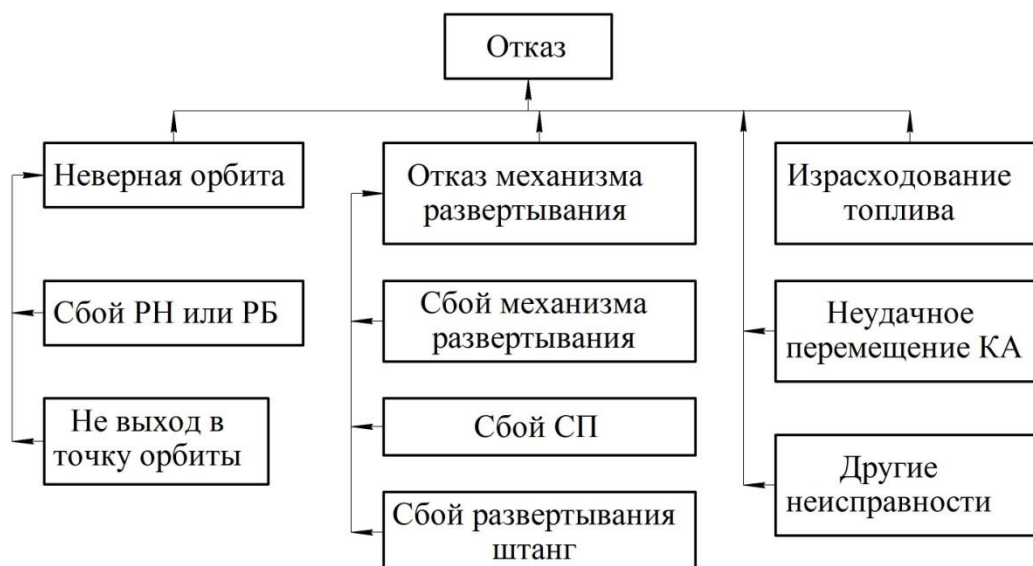 Отказ
Неверная орбита
Сбой РН или РБ
Не выход в
точку орбиты
Отказ механизма
развертывания
Сбой механизма
развертывания
Сбой СП
Сбой развертывания
штанг
Израсходование
топлива
Неудачное
перемещение КА
Другие
неисправности